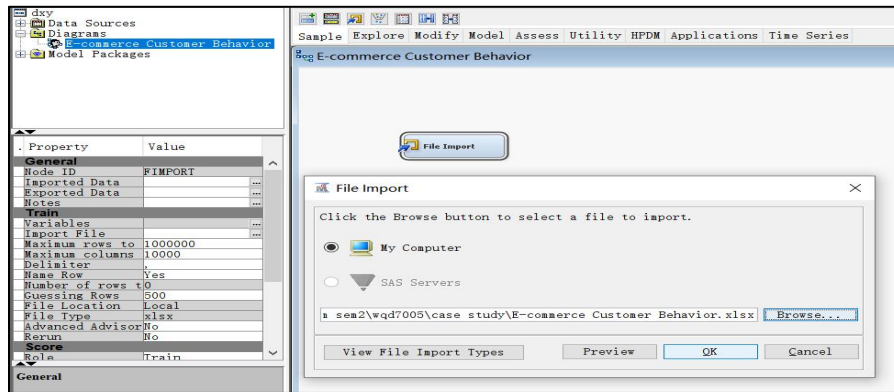 dxy
Data Sources
Diagrams
E-commerce Customer Behavior
Model Packages
. Property Value
General
Node ID FIMPORT
Imported Data ...
Exported Data ...
Notes ...
Train
Variables ...
Import File ...
Maximum rows to 1000000
Maximum columns 10000
Delimiter ,
Name Row Yes
Number of rows t 0
Guessing Rows 500
File Location Local
File Type xlsx
Advanced Advisor No
Rerun No
Score
Role Train
General
Sample Explore Modify Model Assess Utility HPDM Applications Time Series
E-commerce Customer Behavior
File Import
File Import
Click the Browse button to select a file to import.
My Computer
SAS Servers
sem2\wqd7005\case study\E-commerce Customer Behavior.xlsx Browse...
View File Import Types Preview OK Cancel